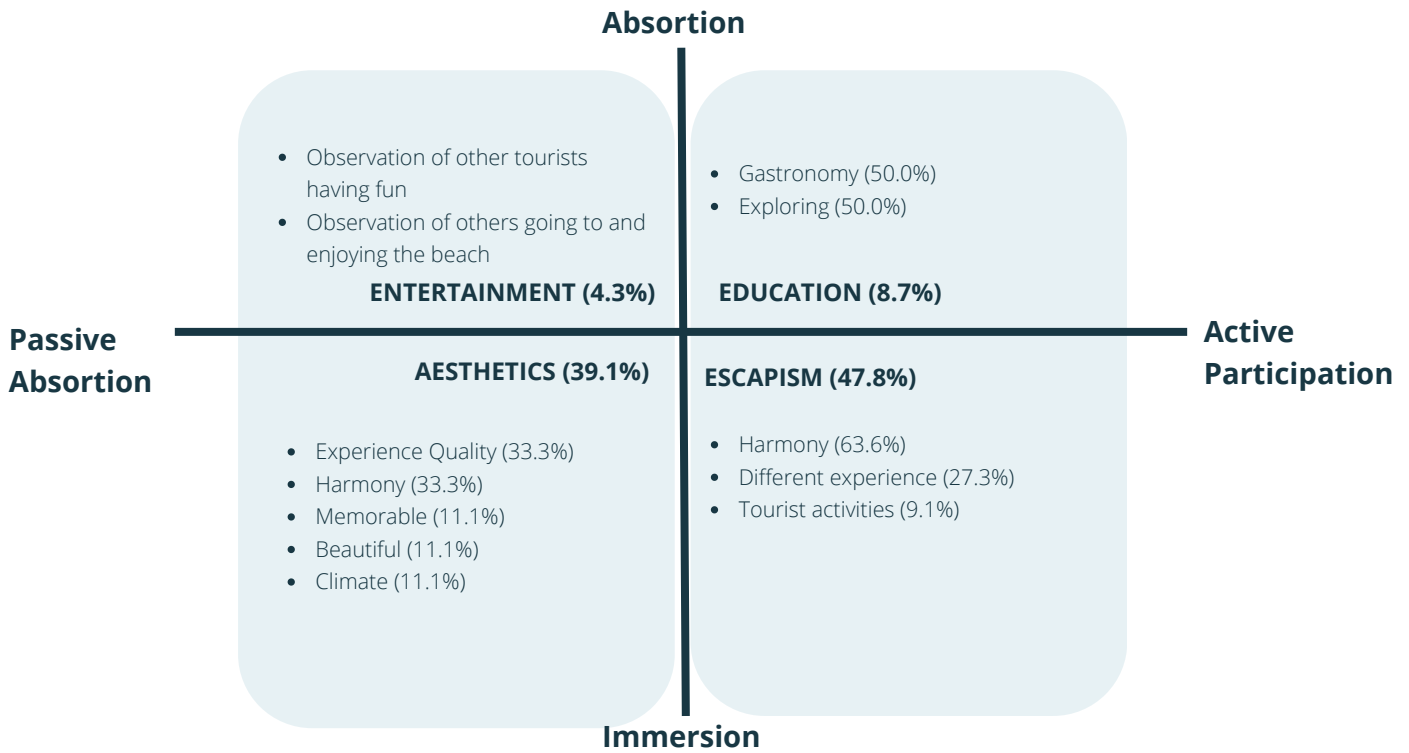 Absortion
Observation of other tourists
having fun
Observation of others going to and
enjoying the beach
ENTERTAINMENT (4.3%)
Gastronomy (50.0%)
Exploring (50.0%)
EDUCATION (8.7%)
Passive
Absortion
Active
Participation
AESTHETICS (39.1%)
Experience Quality (33.3%)
Harmony (33.3%)
Memorable (11.1%)
Beautiful (11.1%)
Climate (11.1%)
ESCAPISM (47.8%)
Harmony (63.6%)
Different experience (27.3%)
Tourist activities (9.1%)
Immersion